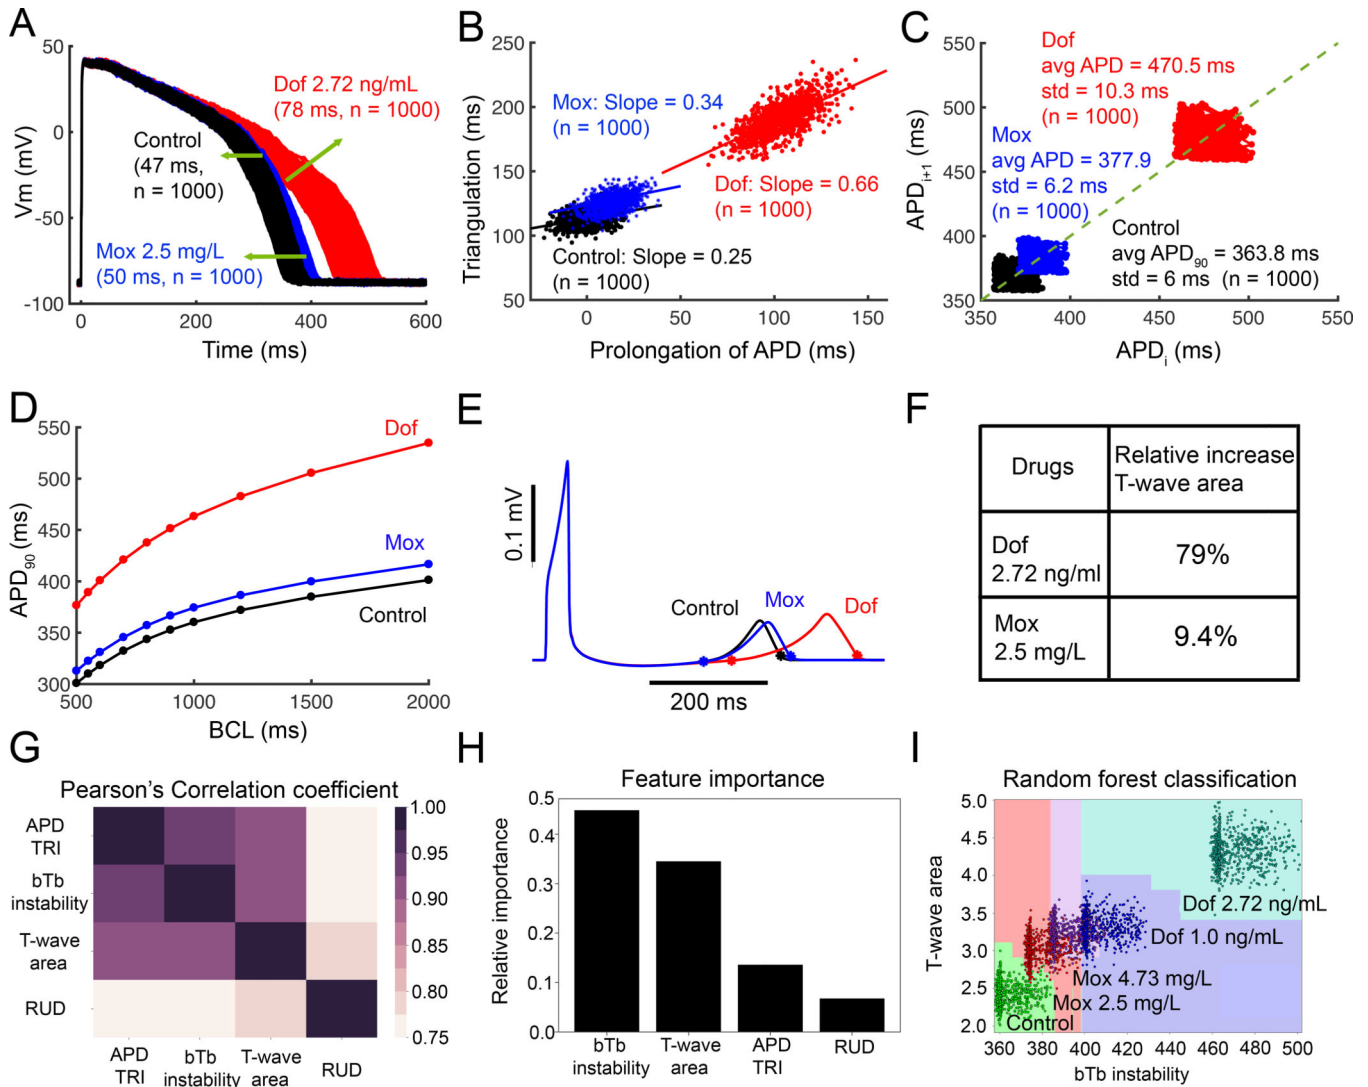 A
50
0
-50
-100
Vm (mV)
0
200
400
600
Time (ms)
Dof 2.72 ng/mL
(78 ms, n = 1000)
Control
(47 ms,
n = 1000)
Mox 2.5 mg/L
(50 ms, n = 1000)
B
250
200
150
100
50
Triangulation (ms)
0
50
100
150
Prolongation of APD (ms)
Mox: Slope = 0.34
(n = 1000)
Dof: Slope = 0.66
(n = 1000)
Control: Slope = 0.25
(n = 1000)
C
550
500
450
400
350
APDi+1 (ms)
350
400
450
500
550
APDi (ms)
Dof
avg APD = 470.5 ms
std = 10.3 ms
(n = 1000)
Mox
avg APD = 377.9
std = 6.2 ms
(n = 1000)
Control
avg APD90 = 363.8 ms
std = 6 ms (n = 1000)
D
550
500
450
400
350
300
APD90 (ms)
500
1000
1500
2000
BCL (ms)
Dof
Mox
Control
E
0.1 mV
Control
Mox
Dof
200 ms
F
Drugs
Relative increase
T-wave area
Dof
2.72 ng/ml
79%
Mox
2.5 mg/L
9.4%
G
Pearson's Correlation coefficient
APD
TRI
bTb
instability
T-wave
area
RUD
APD
TRI
bTb
instability
T-wave
area
RUD
1.00
0.95
0.90
0.85
0.80
0.75
H
Feature importance
0.5
0.4
0.3
0.2
0.1
0.0
Relative importance
bTb
instability
T-wave
area
APD
TRI
RUD
I
Random forest classification
5.0
4.5
4.0
3.5
3.0
2.5
2.0
T-wave area
360
380
400
420
440
460
480
500
bTb instability
Dof 2.72 ng/mL
Dof 1.0 ng/mL
Mox 4.73 mg/L
Mox 2.5 mg/L
Control